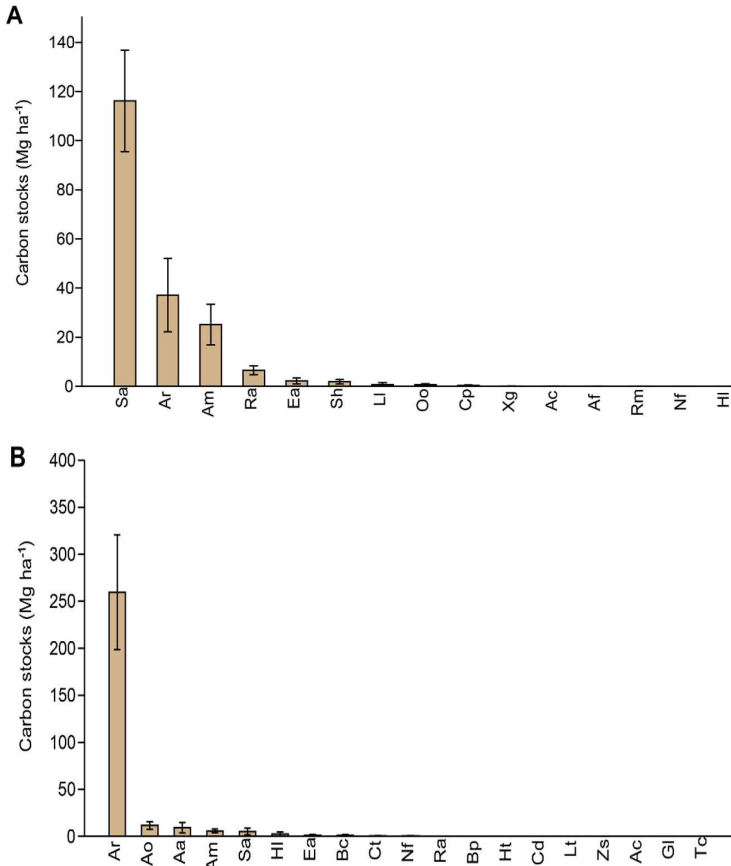 A
Carbon stocks (Mg ha⁻¹)
140
120
100
80
60
40
20
0
Sa Ar Am Ra Ea Sh Ll Oo Cp Xg Ac Af Rm Nf Hl
B
Carbon stocks (Mg ha⁻¹)
400
350
300
250
200
150
100
50
0
Ar Ao Aa Am Sa Hl Ea Bc Ct Nf Ra Bp Ht Cd Lt Zs Ac Gl Tc